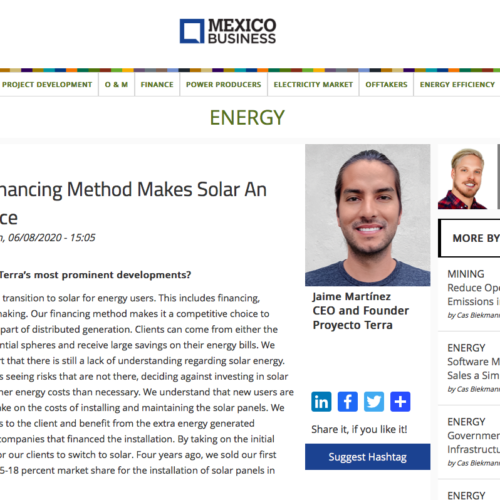 MEXICO
BUSINESS
PROJECT DEVELOPMENT
O & M
FINANCE
POWER PRODUCERS
ELECTRICITY MARKET
OFFTAKERS
ENERGY EFFICIENCY
ENERGY
nancing Method Makes Solar An
ce
06/08/2020 - 15:05
Terra's most prominent developments?
transition to solar for energy users. This includes financing,
aking. Our financing method makes it a competitive choice to
part of distributed generation. Clients can come from either the
ntial spheres and receive large savings on their energy bills. We
rt that there is still a lack of understanding regarding solar energy.
s seeing risks that are not there, deciding against investing in solar
her energy costs than necessary. We understand that new users are
ake on the costs of installing and maintaining the solar panels. We
s to the client and benefit from the extra energy generated
companies that financed the installation. By taking on the initial
or our clients to switch to solar. Four years ago, we sold our first
5-18 percent market share for the installation of solar panels in
Jaime Martínez
CEO and Founder
Proyecto Terra
Share it, if you like it!
Suggest Hashtag
MORE BY
MINING
Reduce Ope
Emissions i
by Cas Biekmann
ENERGY
Software M
Sales a Sim
by Cas Biekmann
ENERGY
Governmen
Infrastructu
by Cas Biekmann
ENERGY